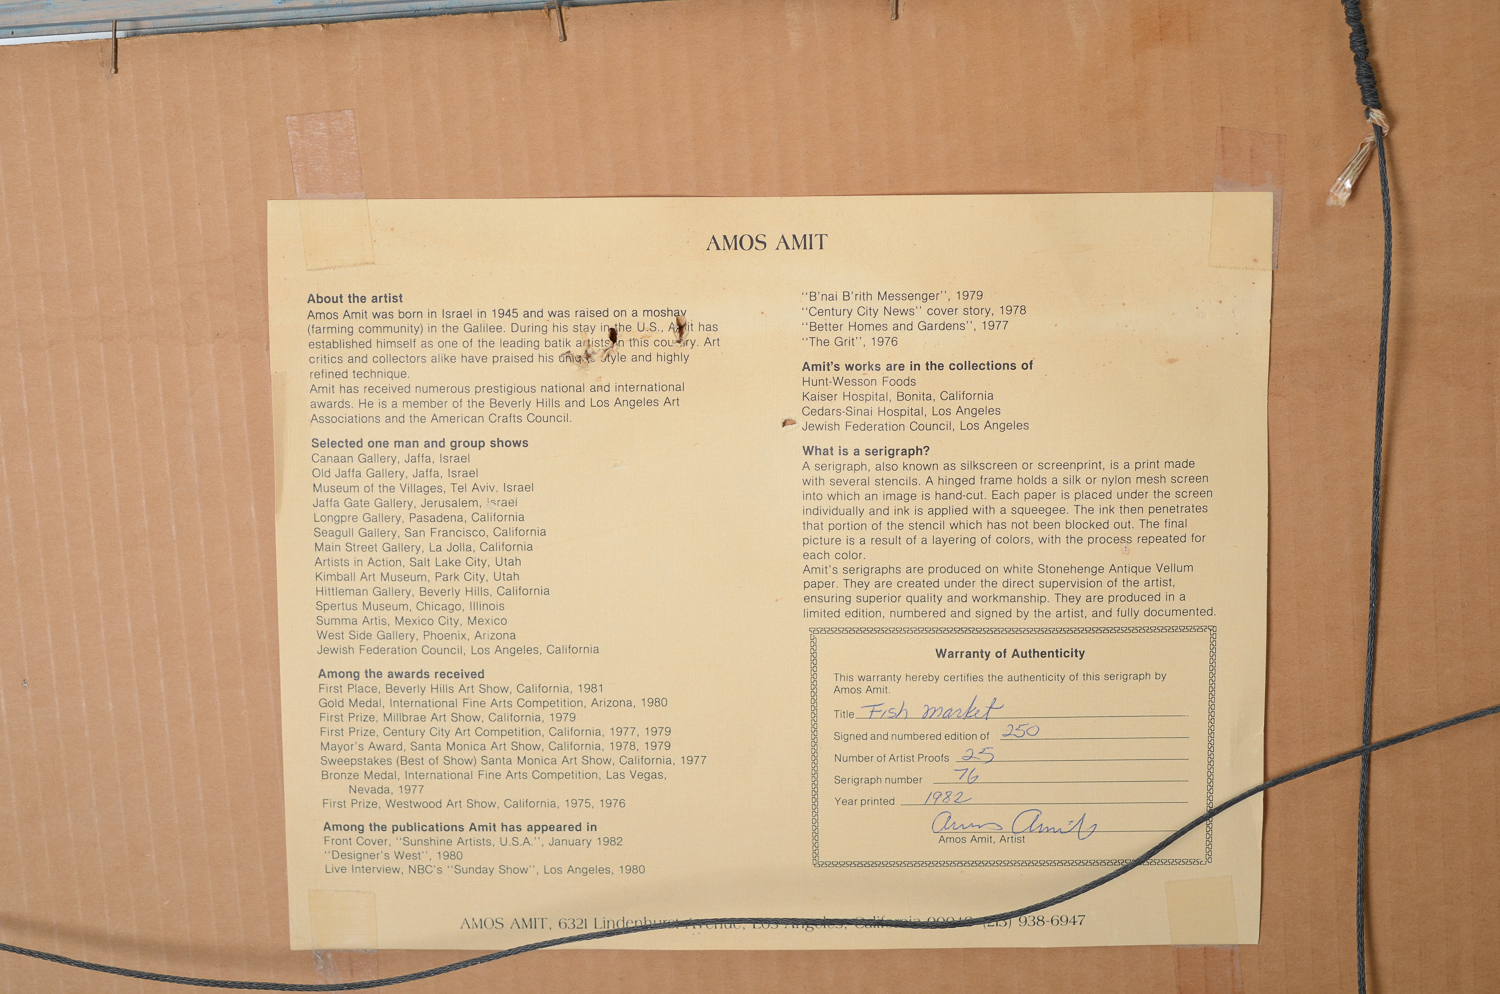 AMOS AMIT
About the artist
Amos Amit was born in Israel in 1945 and was raised on a moshav
(farming community) in the Galilee. During his stay in the U.S., Amit has
established himself as one of the leading batik artists in this country. Art
critics and collectors alike have praised his unique style and highly
refined technique.
Amit has received numerous prestigious national and international
awards. He is a member of the Beverly Hills and Los Angeles Art
Associations and the American Crafts Council.
Selected one man and group shows
Canaan Gallery, Jaffa, Israel
Old Jaffa Gallery, Jaffa, Israel
Museum of the Villages, Tel Aviv, Israel
Jaffa Gate Gallery, Jerusalem, Israel
Longpre Gallery, Pasadena, California
Seagull Gallery, San Francisco, California
Main Street Gallery, La Jolla, California
Artists in Action, Salt Lake City, Utah
Kimball Art Museum, Park City, Utah
Hittleman Gallery, Beverly Hills, California
Spertus Museum, Chicago, Illinois
Summa Artis, Mexico City, Mexico
West Side Gallery, Phoenix, Arizona
Jewish Federation Council, Los Angeles, California
Among the awards received
First Place, Beverly Hills Art Show, California, 1981
Gold Medal, International Fine Arts Competition, Arizona, 1980
First Prize, Millbrae Art Show, California, 1979
First Prize, Century City Art Competition, California, 1977, 1979
Mayor's Award, Santa Monica Art Show, California, 1978, 1979
Sweepstakes (Best of Show) Santa Monica Art Show, California, 1977
Bronze Medal, International Fine Arts Competition, Las Vegas,
Nevada, 1977
First Prize, Westwood Art Show, California, 1975, 1976
Among the publications Amit has appeared in
Front Cover, "Sunshine Artists, U.S.A.", January 1982
"Designer's West", 1980
Live Interview, NBC's "Sunday Show", Los Angeles, 1980
"B'nai B'rith Messenger", 1979
"Century City News" cover story, 1978
"Better Homes and Gardens", 1977
"The Grit", 1976
Amit's works are in the collections of
Hunt-Wesson Foods
Kaiser Hospital, Bonita, California
Cedars-Sinai Hospital, Los Angeles
Jewish Federation Council, Los Angeles
What is a serigraph?
A serigraph, also known as silkscreen or screenprint, is a print made
with several stencils. A hinged frame holds a silk or nylon mesh screen
into which an image is hand-cut. Each paper is placed under the screen
individually and ink is applied with a squeegee. The ink then penetrates
that portion of the stencil which has not been blocked out. The final
picture is a result of a layering of colors, with the process repeated for
each color.
Amit's serigraphs are produced on white Stonehenge Antique Vellum
paper. They are created under the direct supervision of the artist,
ensuring superior quality and workmanship. They are produced in a
limited edition, numbered and signed by the artist, and fully documented.
Warranty of Authenticity
This warranty hereby certifies the authenticity of this serigraph by
Amos Amit.
Title Fish Market
Signed and numbered edition of 250
Number of Artist Proofs 25
Serigraph number 76
Year printed 1982
Amos Amit
Amos Amit, Artist
AMOS AMIT, 6321 Lindenhurst Avenue, Los Angeles, California (213) 938-6947